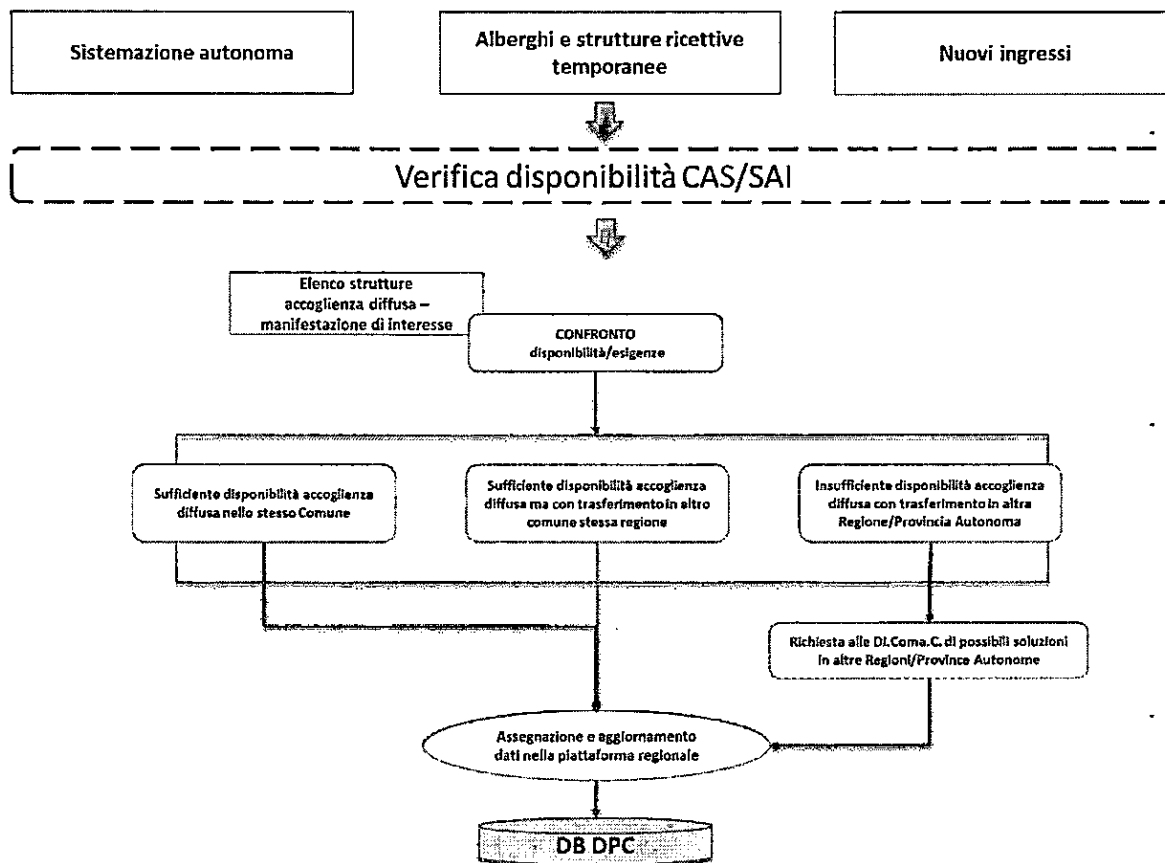 Sistemazione autonoma
Alberghi e strutture ricettive
temporanee
Nuovi ingressi
Verifica disponibilità CAS/SAI
Elenco strutture
accoglienza diffusa –
manifestazione di interesse
CONFRONTO
disponibilità/esigenze
Sufficiente disponibilità accoglienza
diffusa nello stesso Comune
Sufficiente disponibilità accoglienza
diffusa ma con trasferimento in altro
comune stessa regione
Insufficiente disponibilità accoglienza
diffusa con trasferimento in altra
Regione/Provincia Autonoma
Richiesta alle DI.Coma.C. di possibili soluzioni
in altre Regioni/Province Autonome
Assegnazione e aggiornamento
dati nella piattaforma regionale
DB DPC